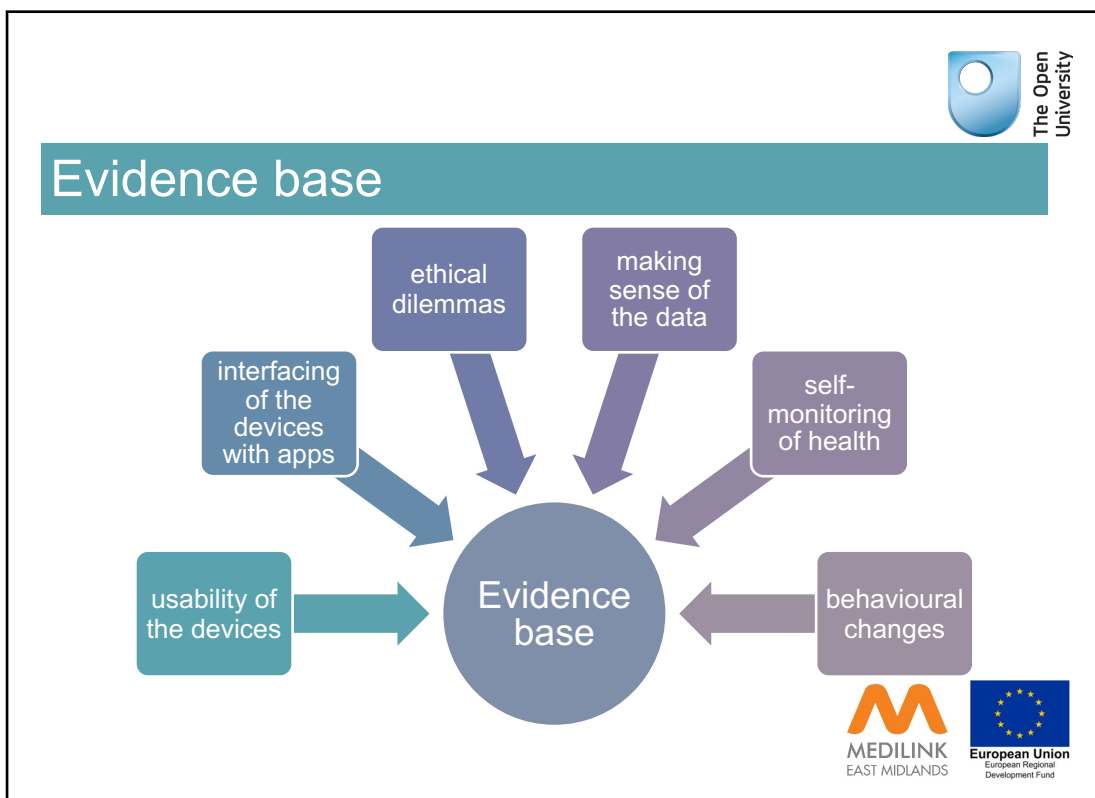 The Open
University
Evidence base
ethical
dilemmas
making
sense of
the data
interfacing
of the
devices
with apps
self-
monitoring
of health
usability of
the devices
Evidence
base
behavioural
changes
MEDILINK
EAST MIDLANDS
European Union
European Regional
Development Fund